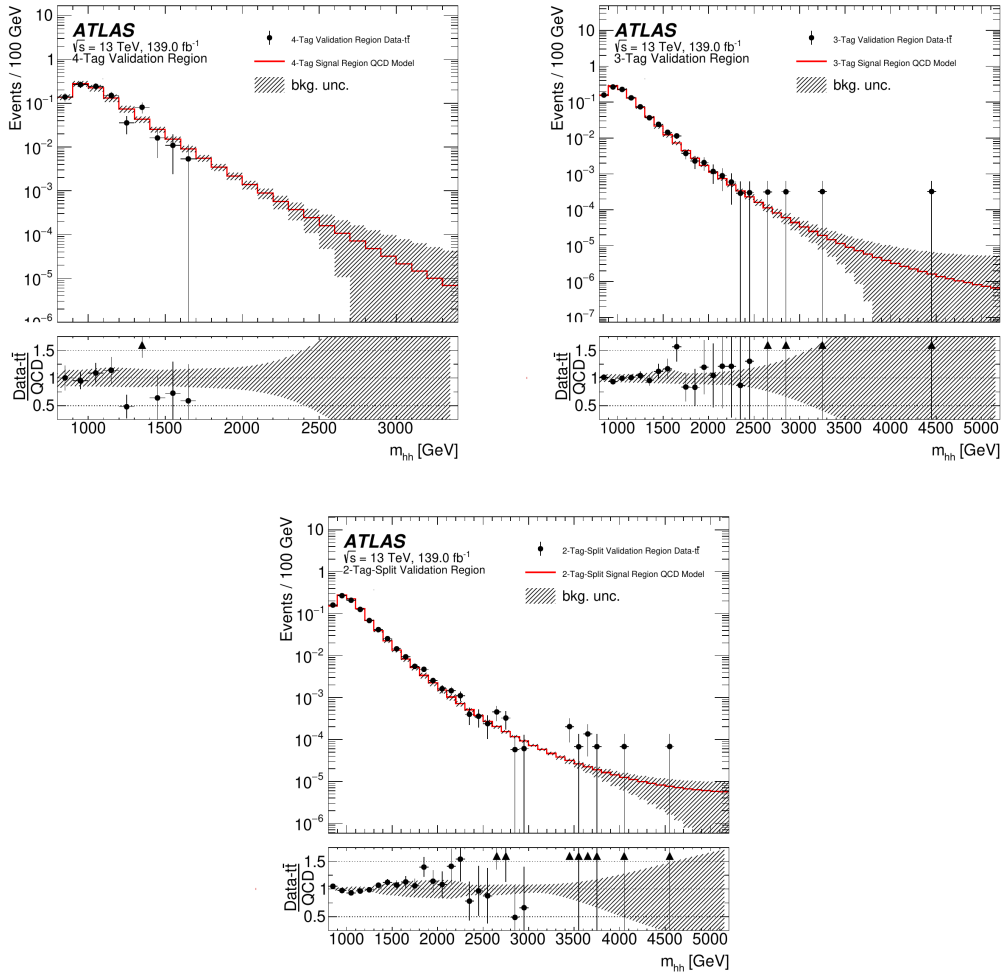 ATLAS
√s = 13 TeV, 139.0 fb⁻¹
4-Tag Validation Region
4-Tag Validation Region Data-tt̄
4-Tag Signal Region QCD Model
bkg. unc.
Events / 100 GeV
10
1
10⁻¹
10⁻²
10⁻³
10⁻⁴
10⁻⁵
10⁻⁶
Data-tt̄
QCD
1.5
1
0.5
1000 1500 2000 2500 3000
m_hh [GeV]
ATLAS
√s = 13 TeV, 139.0 fb⁻¹
3-Tag Validation Region
3-Tag Validation Region Data-tt̄
3-Tag Signal Region QCD Model
bkg. unc.
Events / 100 GeV
10
1
10⁻¹
10⁻²
10⁻³
10⁻⁴
10⁻⁵
10⁻⁶
10⁻⁷
Data-tt̄
QCD
1.5
1
0.5
1000 1500 2000 2500 3000 3500 4000 4500 5000
m_hh [GeV]
ATLAS
√s = 13 TeV, 139.0 fb⁻¹
2-Tag-Split Validation Region
2-Tag-Split Validation Region Data-tt̄
2-Tag-Split Signal Region QCD Model
bkg. unc.
Events / 100 GeV
10
1
10⁻¹
10⁻²
10⁻³
10⁻⁴
10⁻⁵
10⁻⁶
Data-tt̄
QCD
1.5
1
0.5
1000 1500 2000 2500 3000 3500 4000 4500 5000
m_hh [GeV]